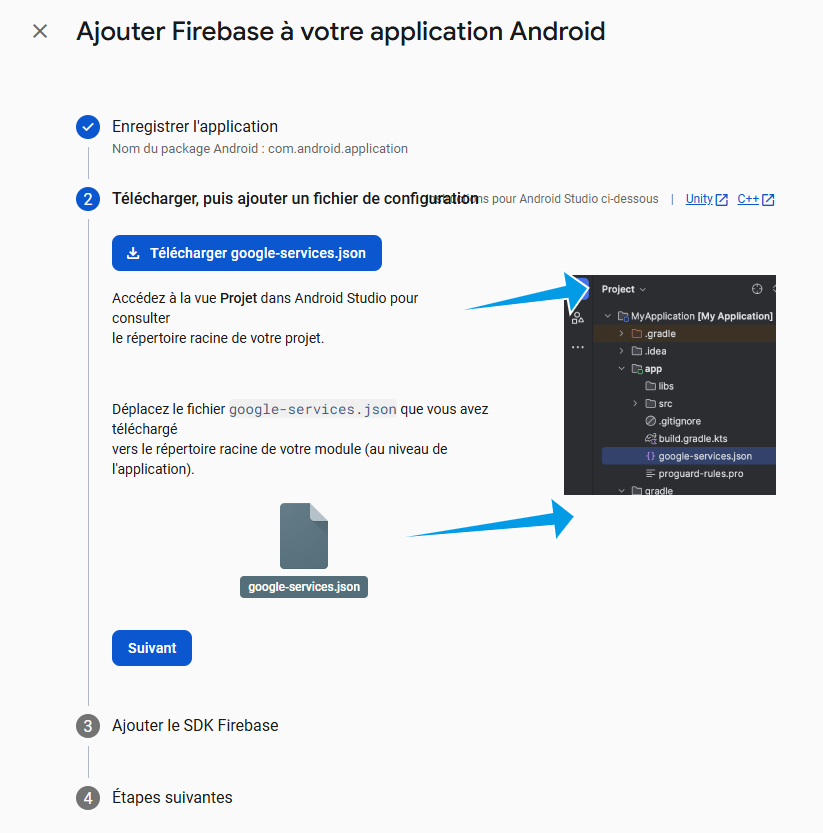 Ajouter Firebase à votre application Android
Enregistrer l'application
Nom du package Android : com.android.application
2
Télécharger, puis ajouter un fichier de configuration
pour Android Studio ci-dessous | Unity C++
Télécharger google-services.json
Accédez à la vue Projet dans Android Studio pour
consulter
le répertoire racine de votre projet.
Déplacez le fichier google-services.json que vous avez
téléchargé
vers le répertoire racine de votre module (au niveau de
l'application).
google-services.json
Project
MyApplication [My Application]
.gradle
.idea
app
libs
src
.gitignore
build.gradle.kts
google-services.json
proguard-rules.pro
gradle
Suivant
3
Ajouter le SDK Firebase
4
Étapes suivantes